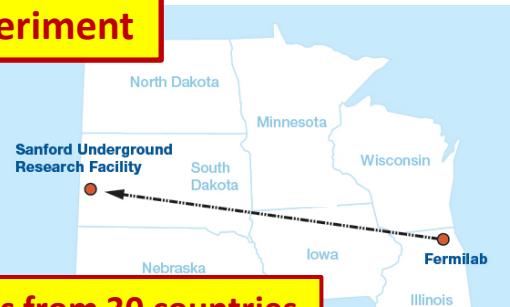 eriment
North Dakota
Minnesota
Sanford Underground
Research Facility
South
Dakota
Wisconsin
Iowa
Fermilab
Nebraska
Illinois
s from 30 countries